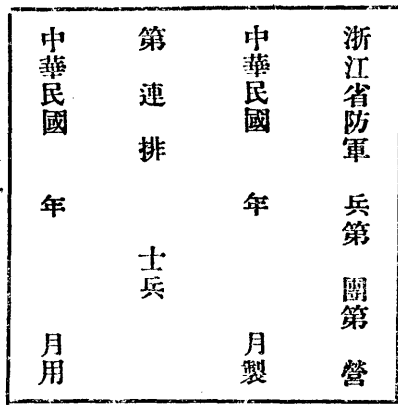 浙江省防軍　兵第　團第　營
中華民國　年　月製
第　連　排　士兵
中華民國　年　月用